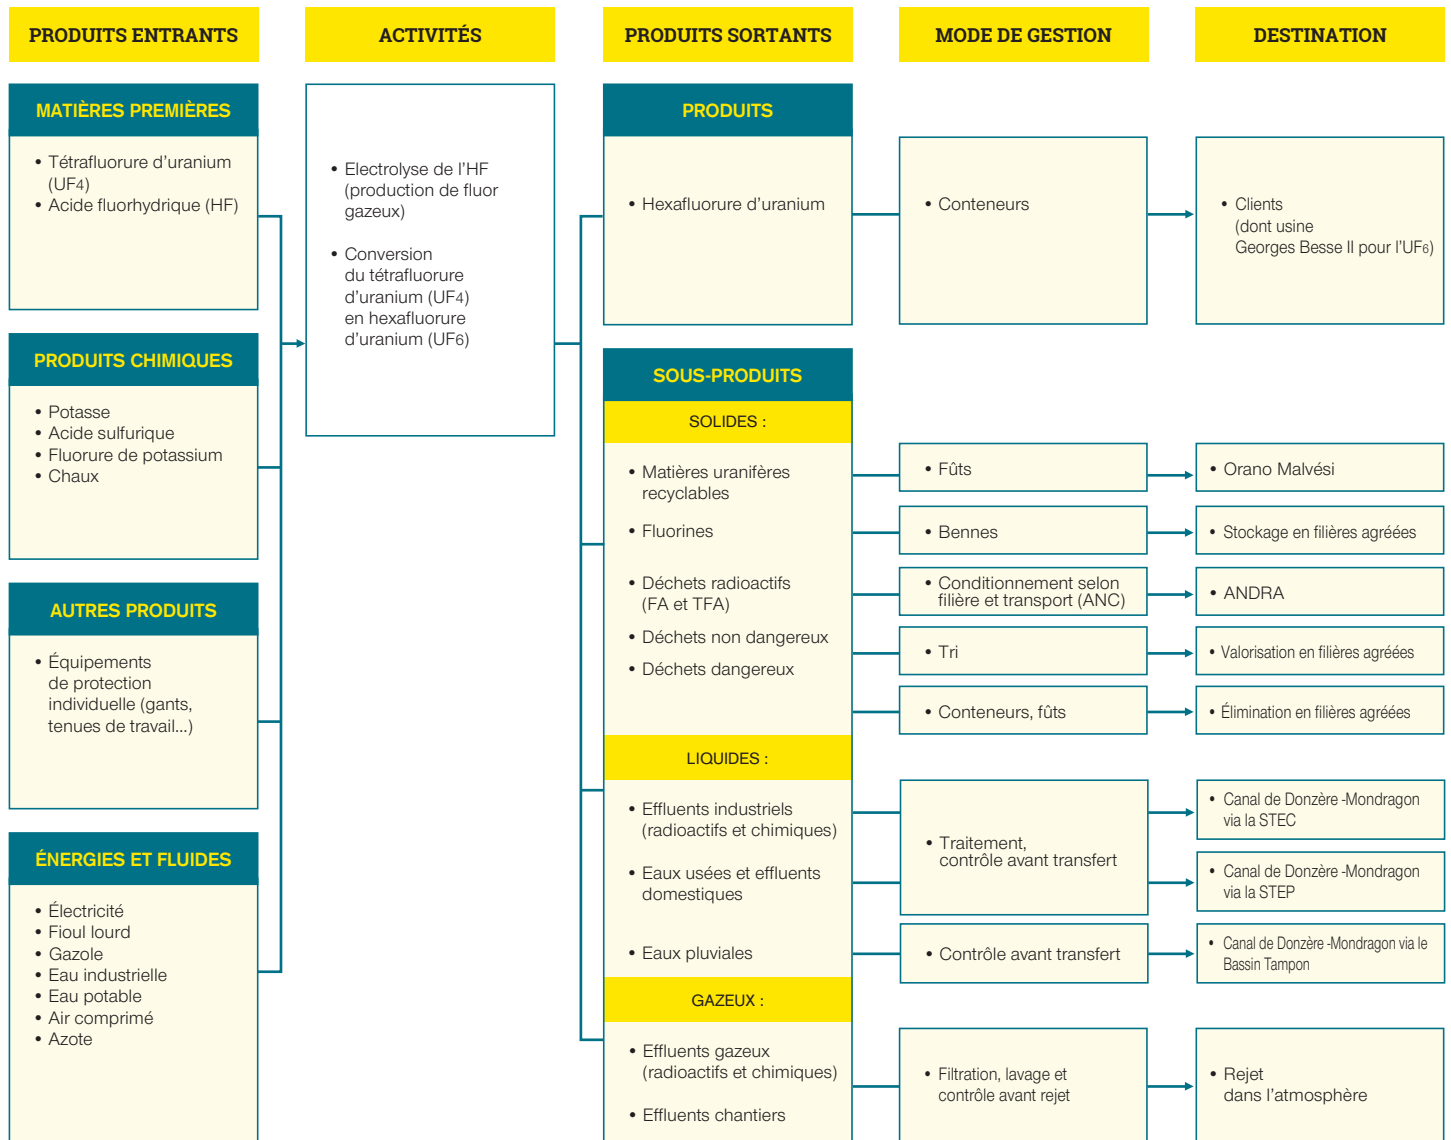 PRODUITS ENTRANTS
ACTIVITÉS
PRODUITS SORTANTS
MODE DE GESTION
DESTINATION
MATIÈRES PREMIÈRES
• Tétrafluorure d'uranium
(UF4)
• Acide fluorhydrique (HF)
PRODUITS CHIMIQUES
• Potasse
• Acide sulfurique
• Fluorure de potassium
• Chaux
AUTRES PRODUITS
• Équipements
de protection
individuelle (gants,
tenues de travail...)
ÉNERGIES ET FLUIDES
• Électricité
• Fioul lourd
• Gazole
• Eau industrielle
• Eau potable
• Air comprimé
• Azote
• Electrolyse de l'HF
(production de fluor
gazeux)
• Conversion
du tétrafluorure
d'uranium (UF4)
en hexafluorure
d'uranium (UF6)
PRODUITS
• Hexafluorure d'uranium
• Conteneurs
• Clients
(dont usine
Georges Besse II pour l'UF6)
SOUS-PRODUITS
SOLIDES :
• Matières uranifères
recyclables
• Fluorines
• Déchets radioactifs
(FA et TFA)
• Déchets non dangereux
• Déchets dangereux
• Fûts
• Orano Malvési
• Bennes
• Stockage en filières agréées
• Conditionnement selon
filière et transport (ANC)
• ANDRA
• Tri
• Valorisation en filières agréées
• Conteneurs, fûts
• Élimination en filières agréées
LIQUIDES :
• Effluents industriels
(radioactifs et chimiques)
• Eaux usées et effluents
domestiques
• Eaux pluviales
• Traitement,
contrôle avant transfert
• Canal de Donzère -Mondragon
via la STEC
• Canal de Donzère -Mondragon
via la STEP
• Contrôle avant transfert
• Canal de Donzère -Mondragon via le
Bassin Tampon
GAZEUX :
• Effluents gazeux
(radioactifs et chimiques)
• Effluents chantiers
• Filtration, lavage et
contrôle avant rejet
• Rejet
dans l'atmosphère